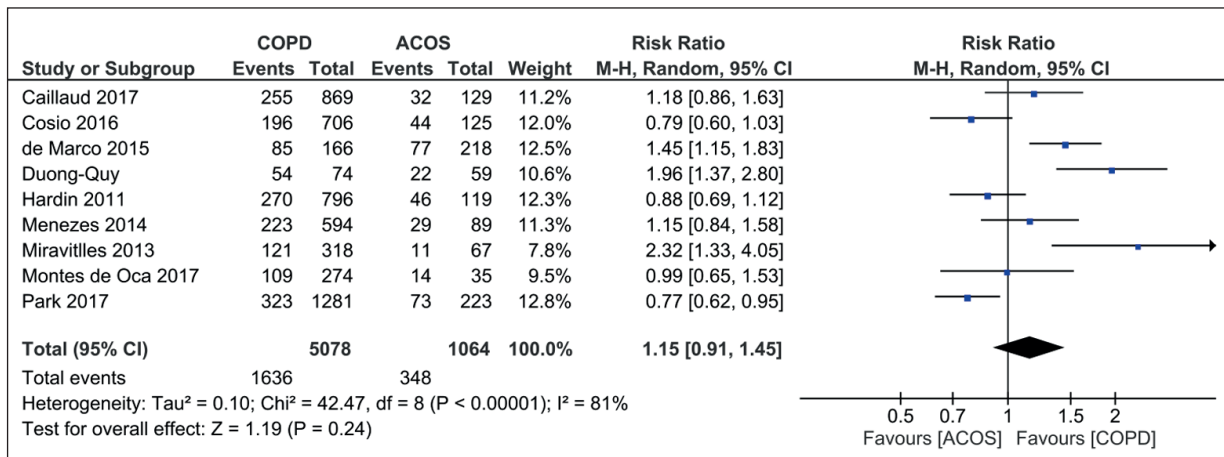 COPD ACOS Risk Ratio Risk Ratio
Study or Subgroup Events Total Events Total Weight M-H, Random, 95% CI M-H, Random, 95% CI
Caillaud 2017 255 869 32 129 11.2% 1.18 [0.86, 1.63]
Cosio 2016 196 706 44 125 12.0% 0.79 [0.60, 1.03]
de Marco 2015 85 166 77 218 12.5% 1.45 [1.15, 1.83]
Duong-Quy 54 74 22 59 10.6% 1.96 [1.37, 2.80]
Hardin 2011 270 796 46 119 12.3% 0.88 [0.69, 1.12]
Menezes 2014 223 594 29 89 11.3% 1.15 [0.84, 1.58]
Miravitlles 2013 121 318 11 67 7.8% 2.32 [1.33, 4.05]
Montes de Oca 2017 109 274 14 35 9.5% 0.99 [0.65, 1.53]
Park 2017 323 1281 73 223 12.8% 0.77 [0.62, 0.95]
Total (95% CI) 5078 1064 100.0% 1.15 [0.91, 1.45]
Total events 1636 348
Heterogeneity: Tau² = 0.10; Chi² = 42.47, df = 8 (P < 0.00001); I² = 81%
Test for overall effect: Z = 1.19 (P = 0.24)
0.5 0.7 1 1.5 2
Favours [ACOS] Favours [COPD]